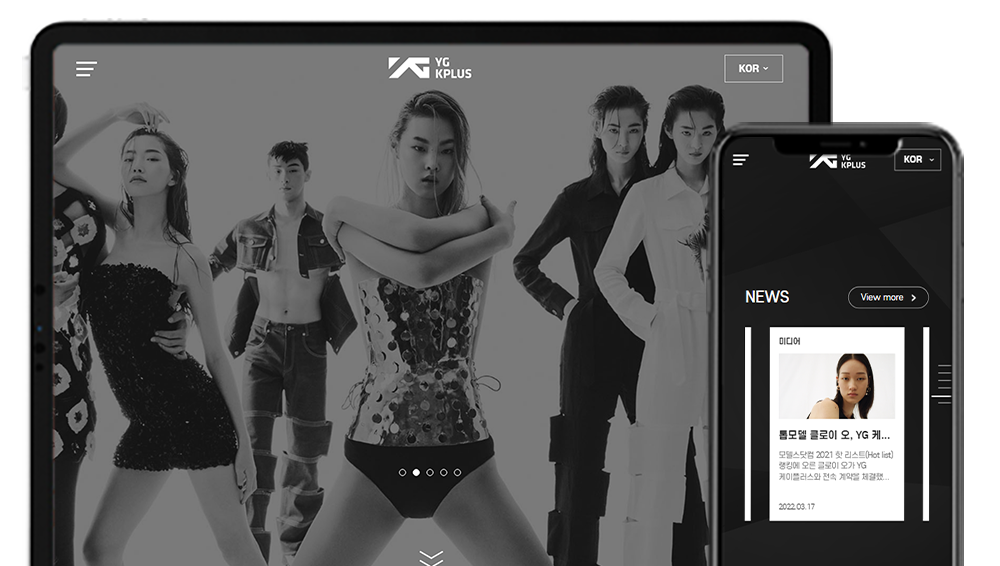 YG
KPLUS
KOR
YG
KPLUS
KOR
NEWS
View more
미디어
톱모델 클로이 오, YG 케...
모델스닷컴 2021 핫 리스트(Hot list)
랭킹에 오른 클로이 오가 YG
케이플러스와 전속 계약을 체결했...
2022.03.17